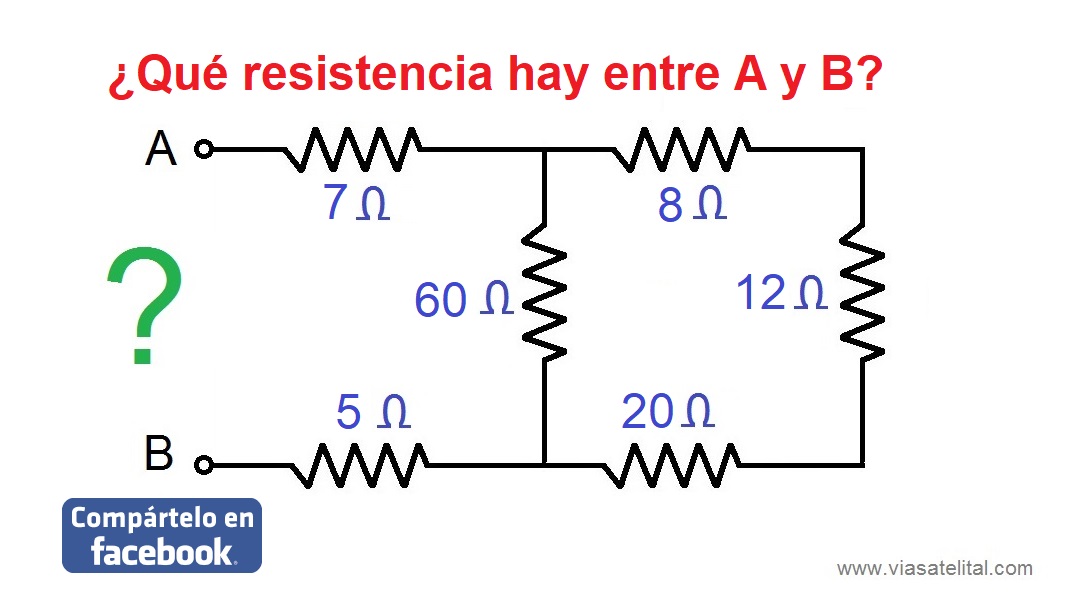 ¿Qué resistencia hay entre A y B?
A
7 Ω
8 Ω
?
60 Ω
12 Ω
5 Ω
20 Ω
B
Compártelo en
facebook.
www.viasatelital.com